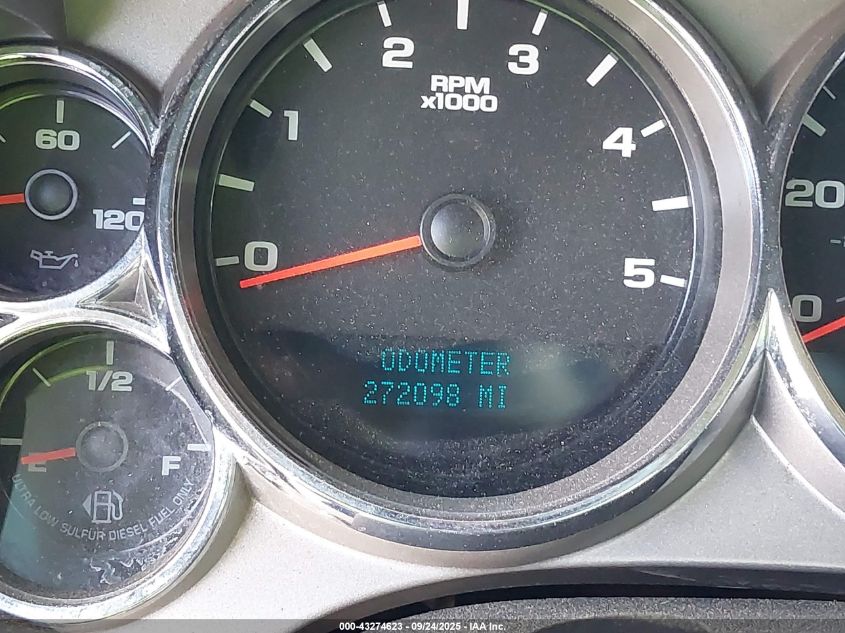 60
120
1/2
E
F
ULTRA LOW SULFUR DIESEL FUEL ONLY
0
1
2
3
4
5
RPM
x1000
ODOMETER
272098 MI
20
0
000-43274623 - 09/24/2025 - IAA Inc.